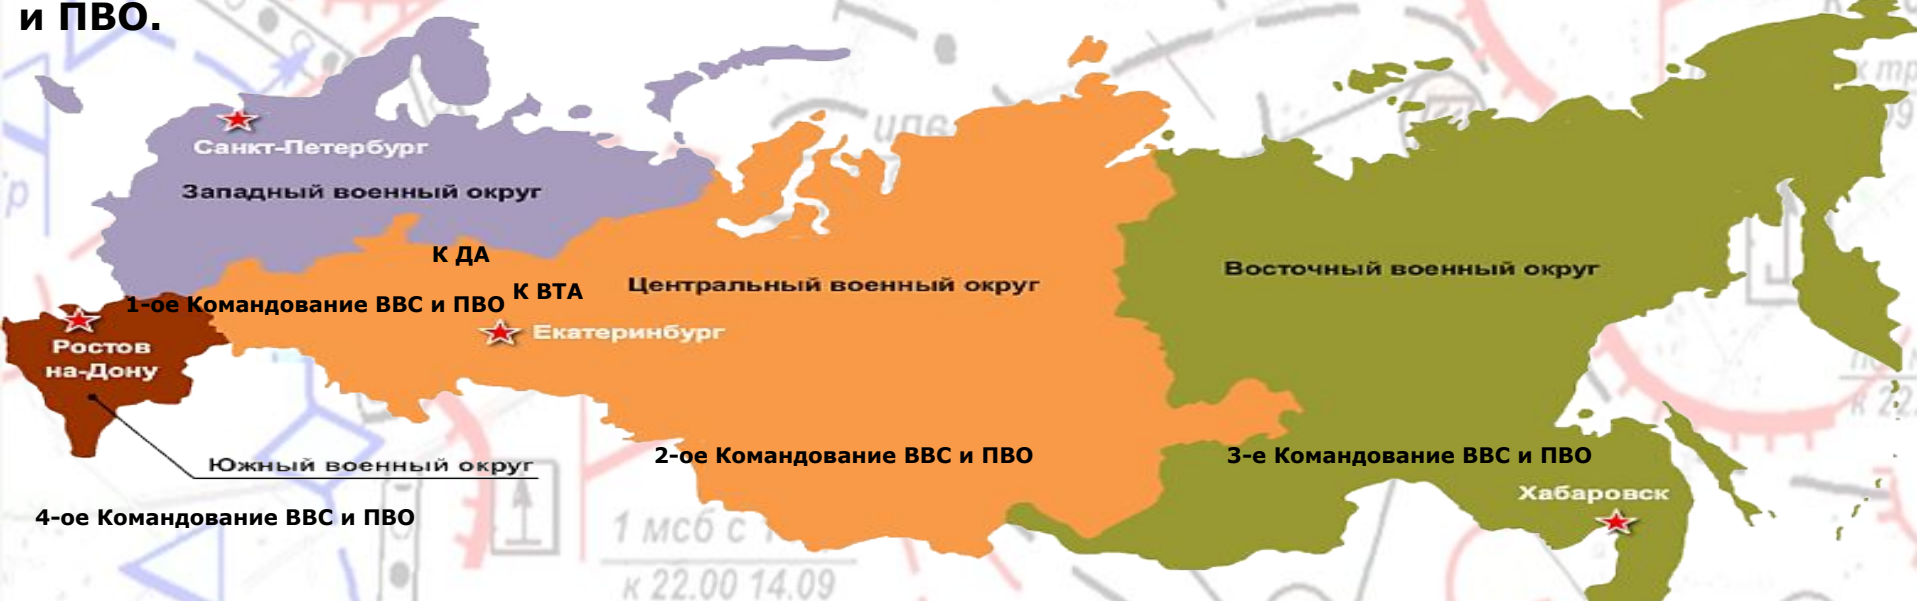 и ПВО.
Санкт-Петербург
Западный военный округ
К ДА
К ВТА
1-ое Командование ВВС и ПВО
Центральный военный округ
Восточный военный округ
Екатеринбург
Ростов
на-Дону
Южный военный округ
2-ое Командование ВВС и ПВО
3-е Командование ВВС и ПВО
Хабаровск
4-ое Командование ВВС и ПВО
1 мсб с
к 22.00 14.09